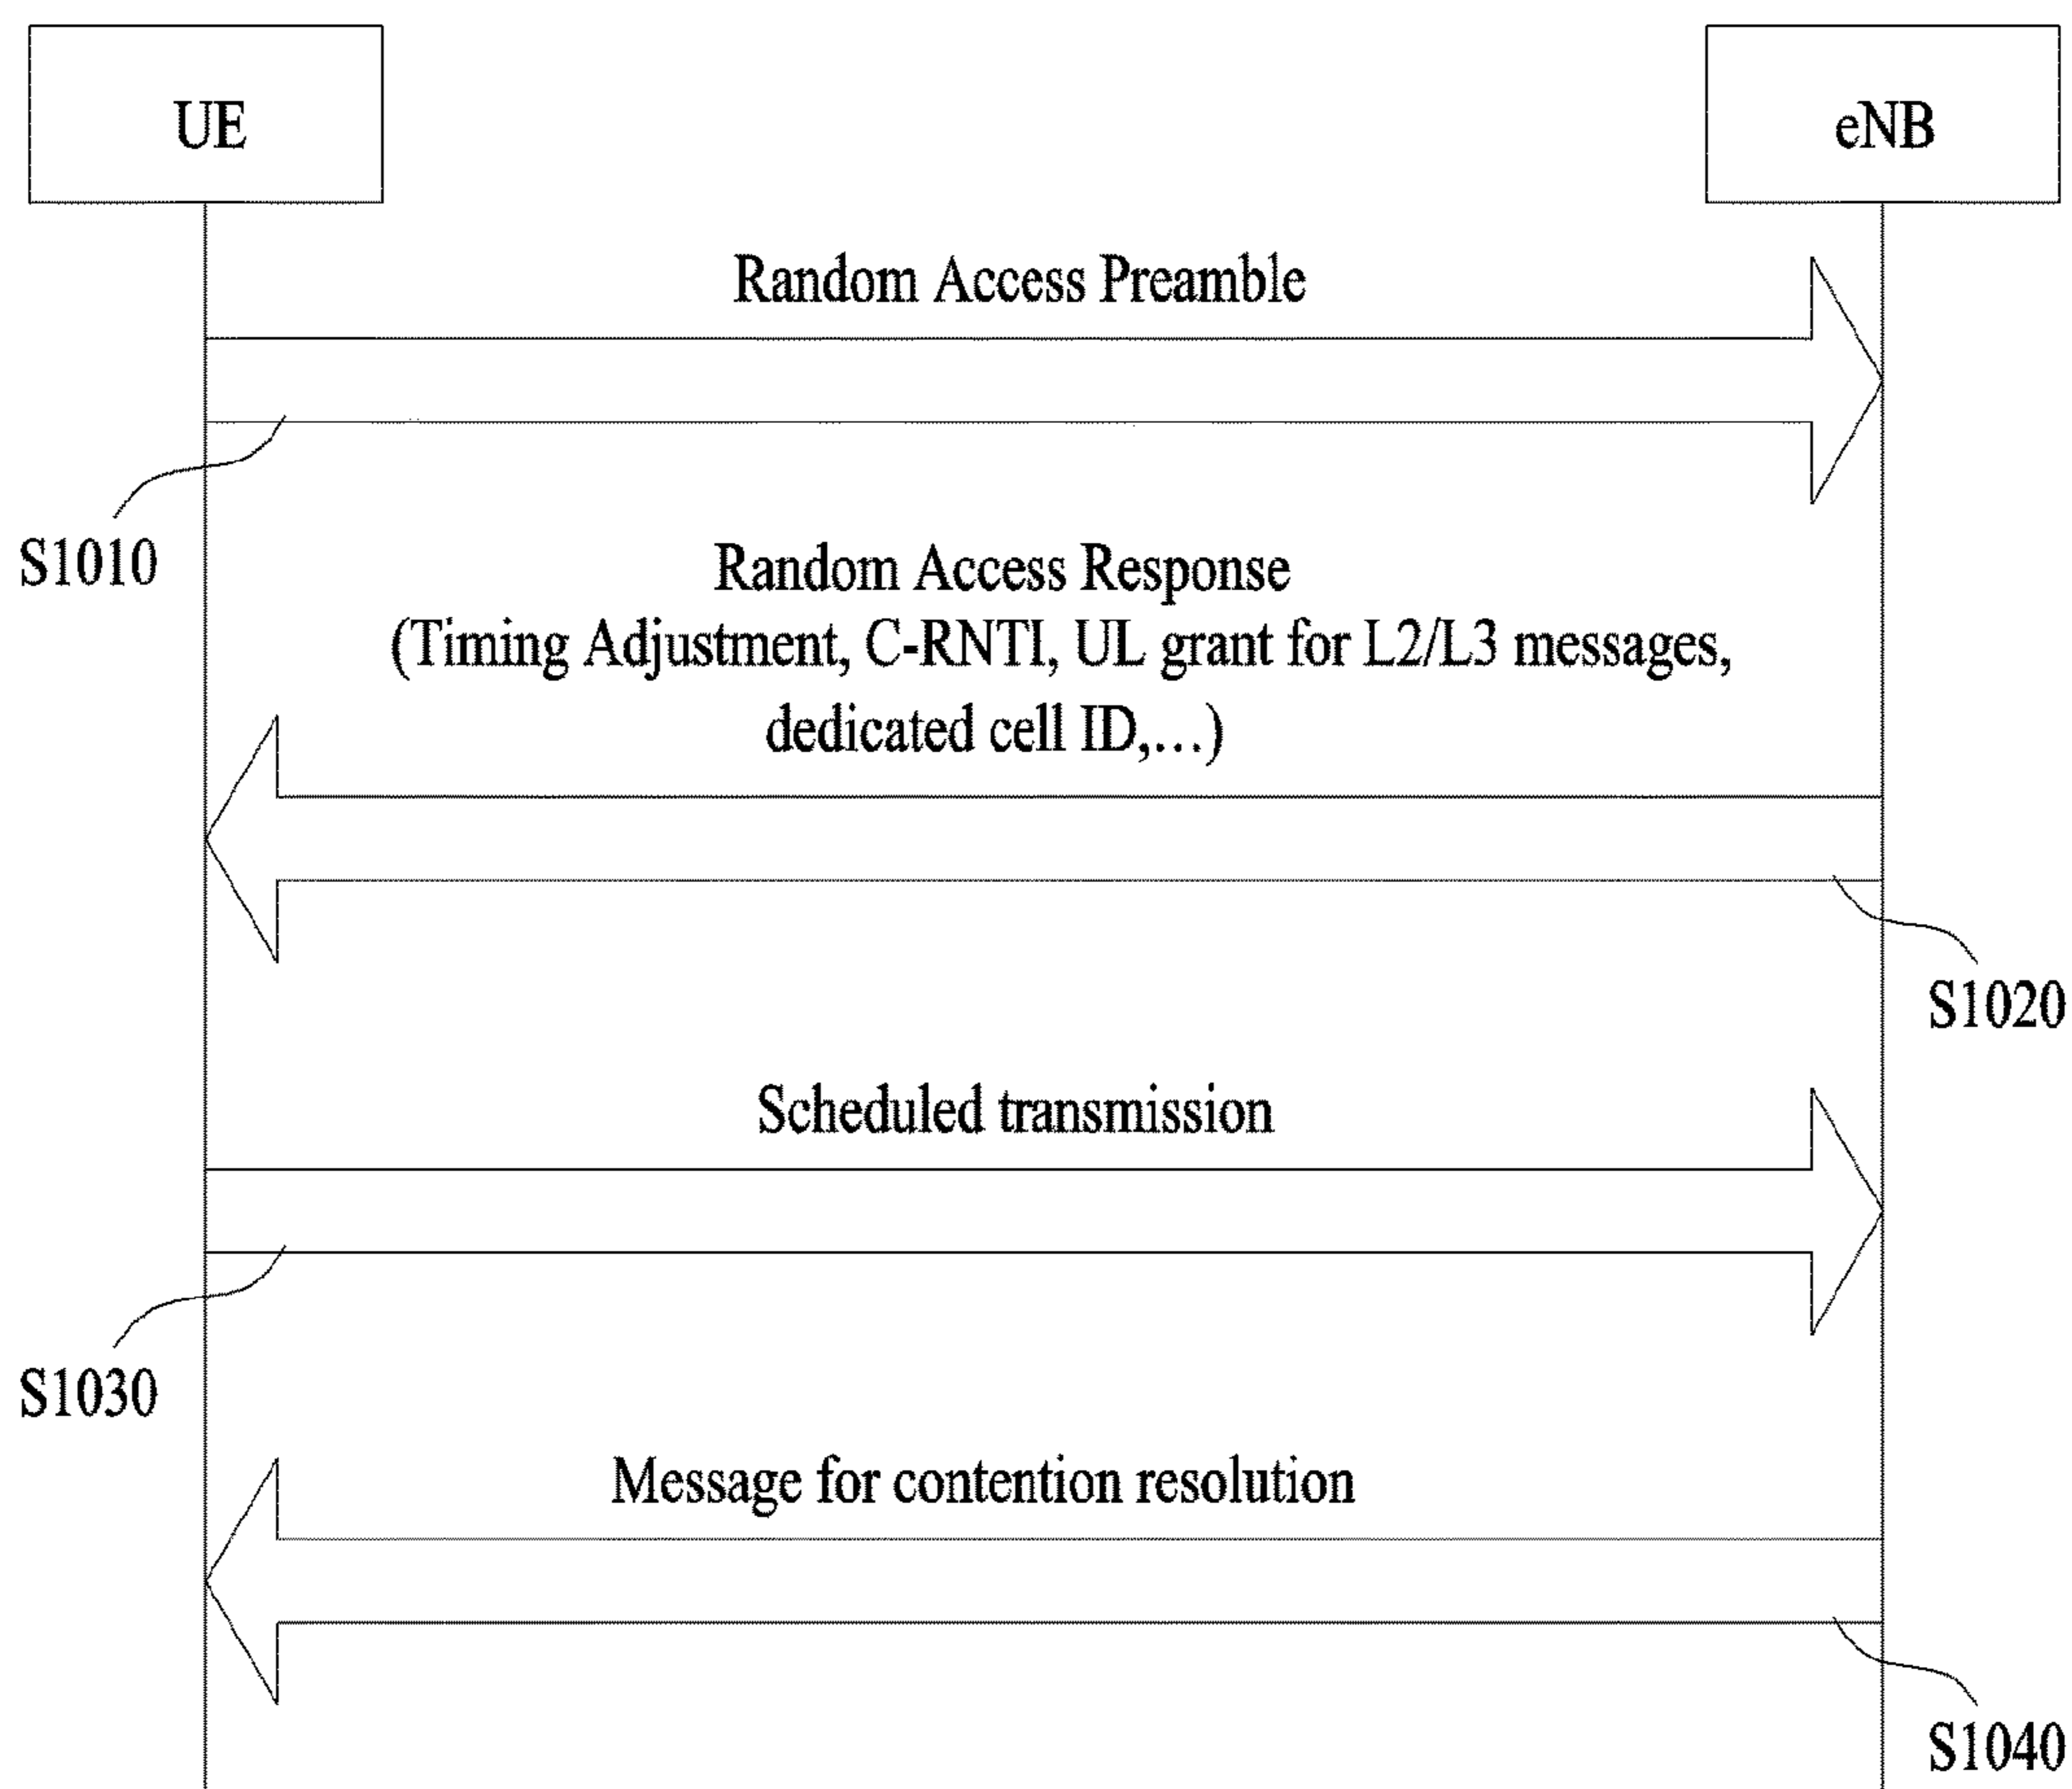 UE
eNB
Random Access Preamble
S1010
Random Access Response
(Timing Adjustment, C-RNTI, UL grant for L2/L3 messages,
dedicated cell ID,...)
S1020
Scheduled transmission
S1030
Message for contention resolution
S1040